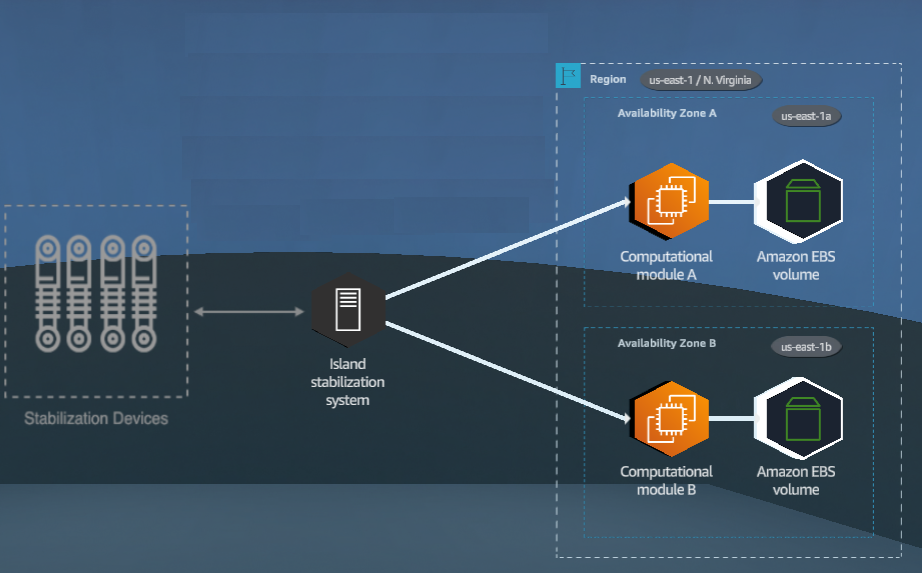 Region
us-east-1 / N. Virginia
Availability Zone A
us-east-1a
Computational
module A
Amazon EBS
volume
Stabilization Devices
Island
stabilization
system
Availability Zone B
us-east-1b
Computational
module B
Amazon EBS
volume